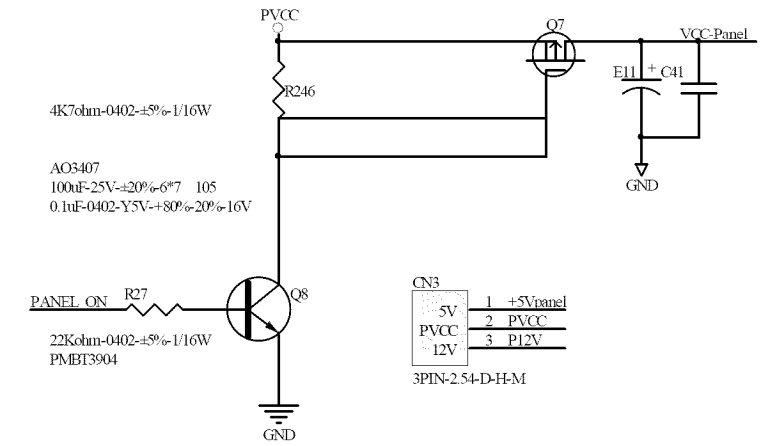 PVCC
Q7
VCC-Panel
E11 + C41
R246
4K7ohm-0402-±5%-1/16W
AO3407
100uF-25V-±20%-6*7 105
0.1uF-0402-Y5V-+80%-20%-16V
GND
PANEL ON
R27
Q8
22Kohm-0402-±5%-1/16W
PMBT3904
GND
CN3
5V 1 +5Vpanel
PVCC 2 PVCC
12V 3 P12V
3PIN-2.54-D-H-M